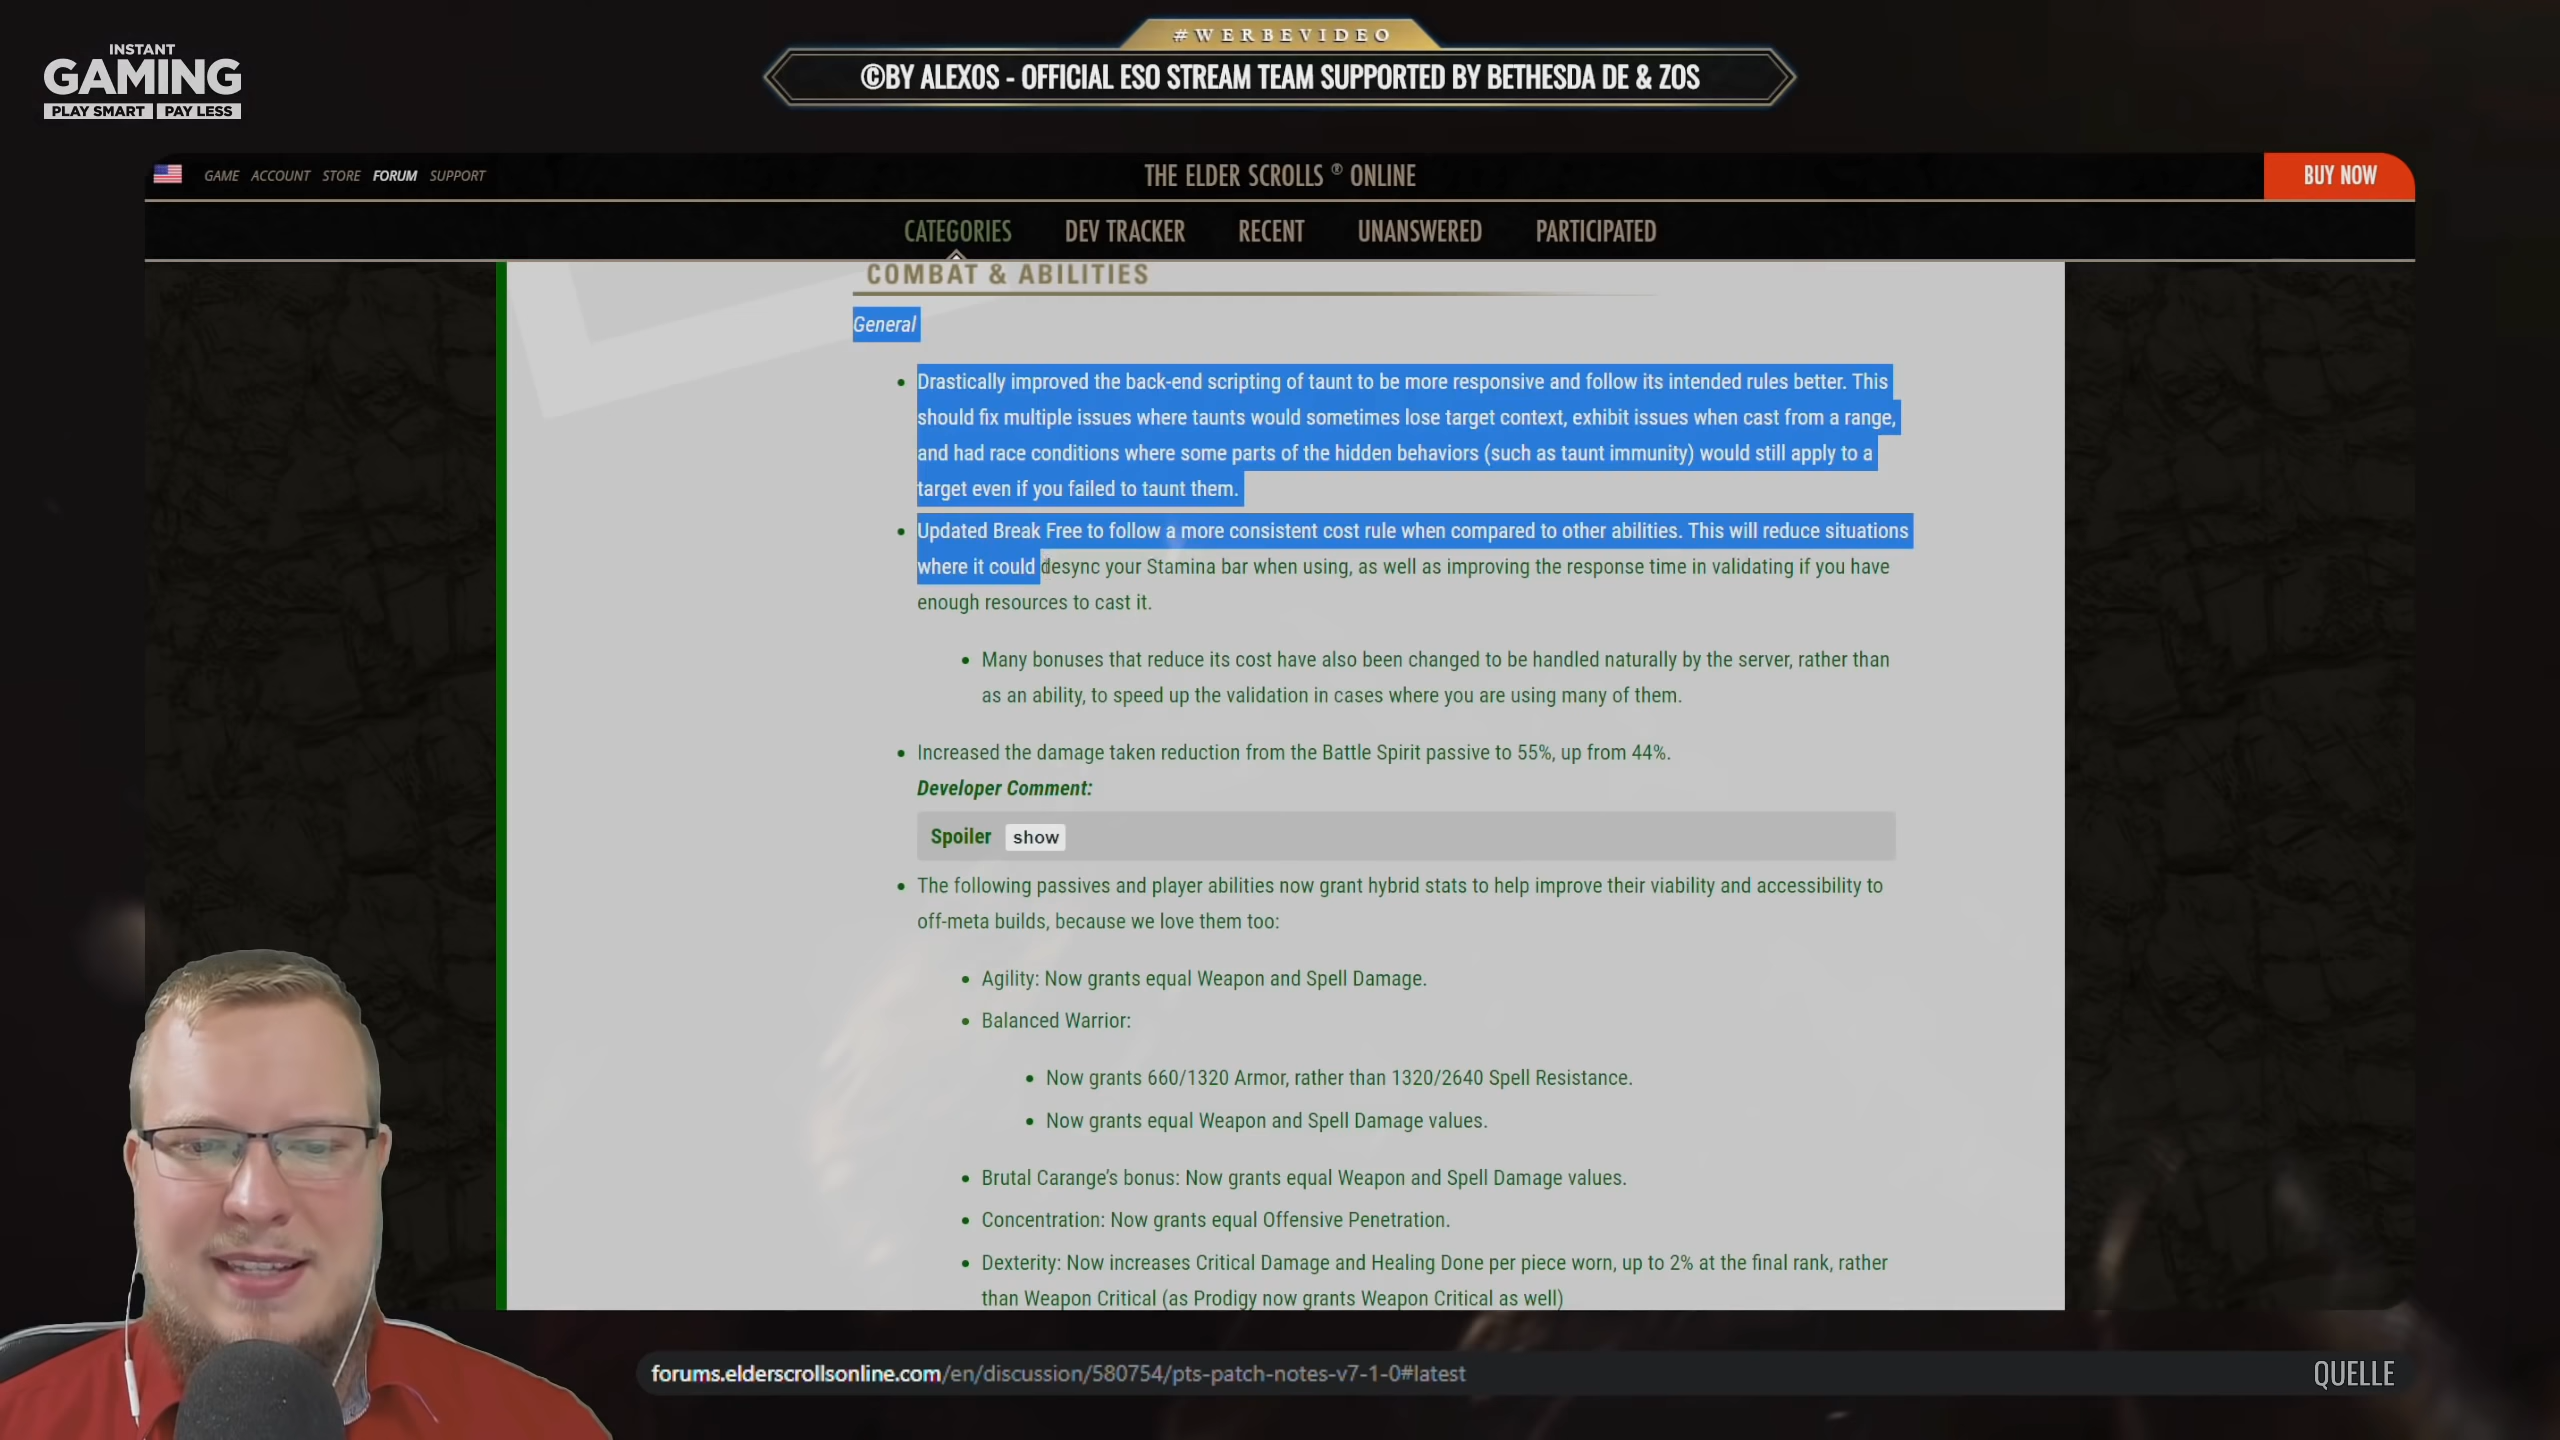 INSTANT
GAMING
PLAY SMART PAY LESS
#WERBEVIDEO
©BY ALEXOS - OFFICIAL ESO STREAM TEAM SUPPORTED BY BETHESDA DE & ZOS
GAME ACCOUNT STORE FORUM SUPPORT
THE ELDER SCROLLS ® ONLINE
BUY NOW
CATEGORIES DEV TRACKER RECENT UNANSWERED PARTICIPATED
COMBAT & ABILITIES
General
• Drastically improved the back-end scripting of taunt to be more responsive and follow its intended rules better. This
should fix multiple issues where taunts would sometimes lose target context, exhibit issues when cast from a range,
and had race conditions where some parts of the hidden behaviors (such as taunt immunity) would still apply to a
target even if you failed to taunt them.
• Updated Break Free to follow a more consistent cost rule when compared to other abilities. This will reduce situations
where it could desync your Stamina bar when using, as well as improving the response time in validating if you have
enough resources to cast it.
• Many bonuses that reduce its cost have also been changed to be handled naturally by the server, rather than
as an ability, to speed up the validation in cases where you are using many of them.
• Increased the damage taken reduction from the Battle Spirit passive to 55%, up from 44%.
Developer Comment:
Spoiler show
• The following passives and player abilities now grant hybrid stats to help improve their viability and accessibility to
off-meta builds, because we love them too:
• Agility: Now grants equal Weapon and Spell Damage.
• Balanced Warrior:
• Now grants 660/1320 Armor, rather than 1320/2640 Spell Resistance.
• Now grants equal Weapon and Spell Damage values.
• Brutal Carange's bonus: Now grants equal Weapon and Spell Damage values.
• Concentration: Now grants equal Offensive Penetration.
• Dexterity: Now increases Critical Damage and Healing Done per piece worn, up to 2% at the final rank, rather
than Weapon Critical (as Prodigy now grants Weapon Critical as well)
forums.elderscrollsonline.com/en/discussion/580754/pts-patch-notes-v7-1-0#latest
QUELLE